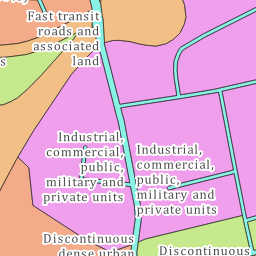 Fast transit
roads and
associated
land
s
Industrial,
commercial,
public,
military and
private units
Industrial,
commercial,
public,
military and
private units
Discontinuous
dense urban
Discontinuous